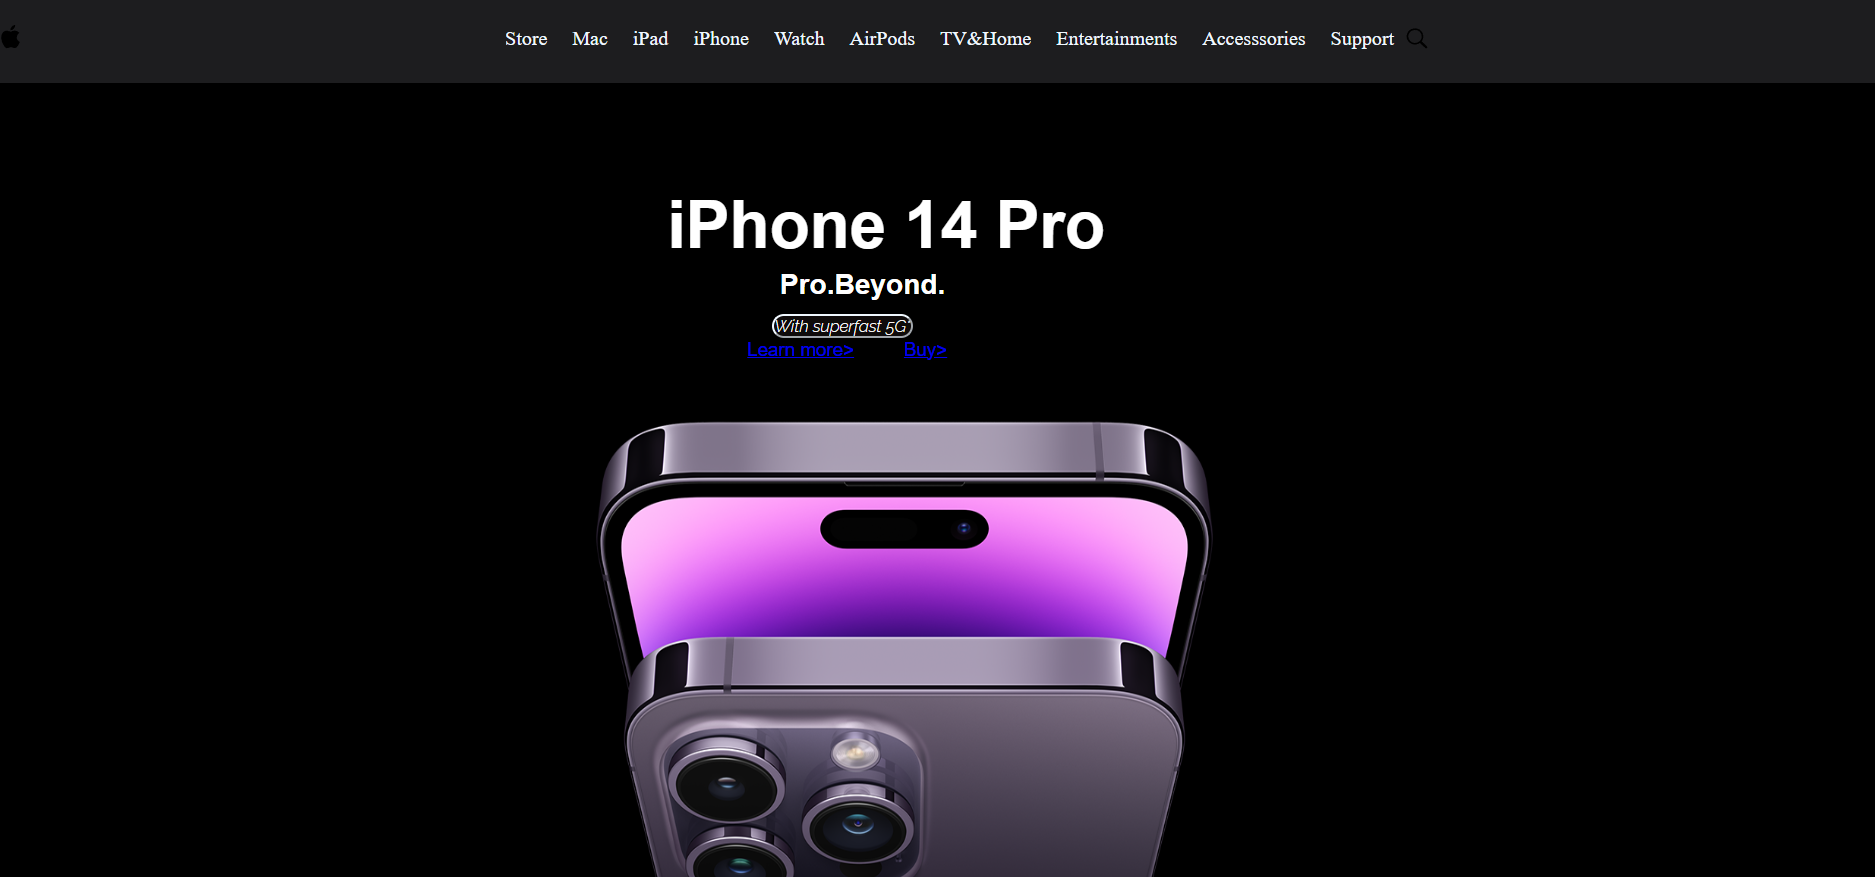 Store Mac iPad iPhone Watch AirPods TV&Home Entertainments Accesssories Support
iPhone 14 Pro
Pro.Beyond.
With superfast 5G*
Learn more> Buy>